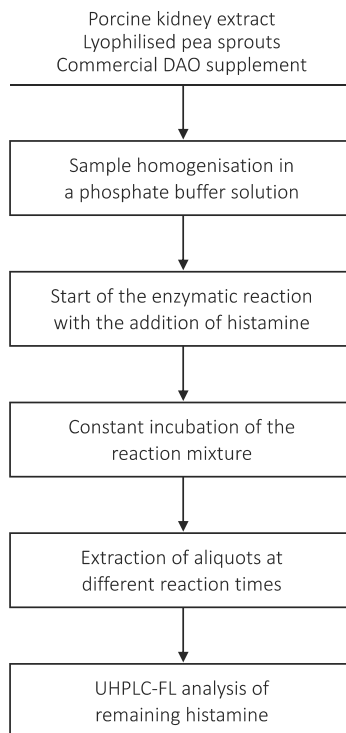 Porcine kidney extract
Lyophilised pea sprouts
Commercial DAO supplement
Sample homogenisation in
a phosphate buffer solution
Start of the enzymatic reaction
with the addition of histamine
Constant incubation of the
reaction mixture
Extraction of aliquots at
different reaction times
UHPLC-FL analysis of
remaining histamine